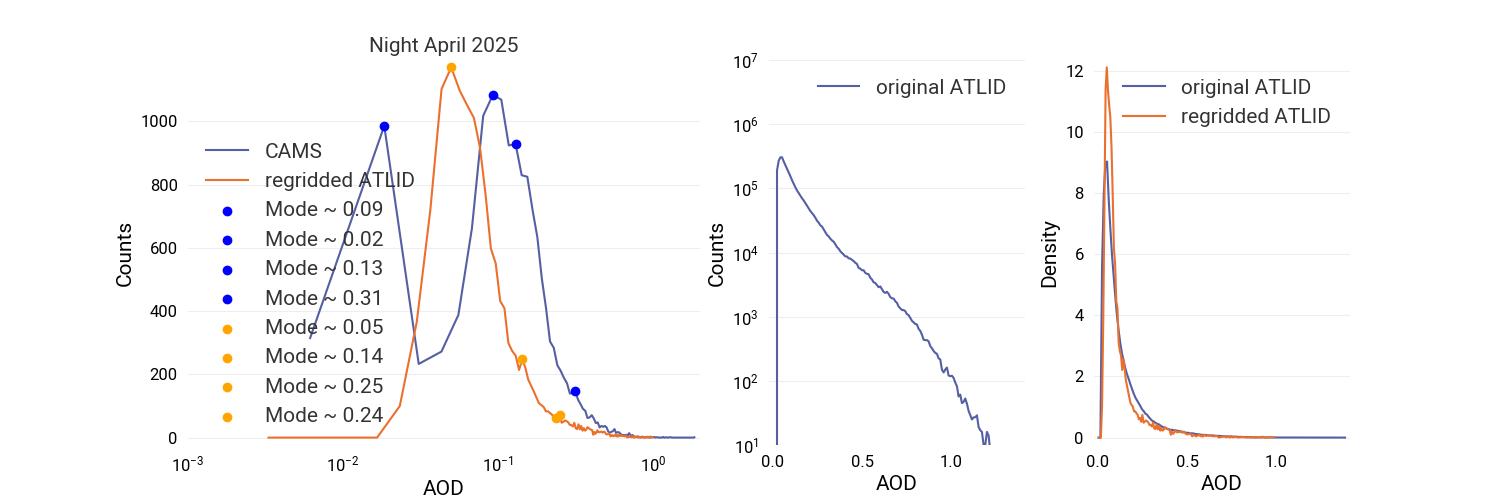 Night April 2025
Counts
1000
800
600
400
200
0
CAMS
regridded ATLID
Mode ~ 0.09
Mode ~ 0.02
Mode ~ 0.13
Mode ~ 0.31
Mode ~ 0.05
Mode ~ 0.14
Mode ~ 0.25
Mode ~ 0.24
10⁻³ 10⁻² 10⁻¹ 10⁰
AOD
Counts
10⁷
10⁶
10⁵
10⁴
10³
10²
10¹
original ATLID
0.0 0.5 1.0
AOD
Density
12
10
8
6
4
2
0
original ATLID
regridded ATLID
0.0 0.5 1.0
AOD